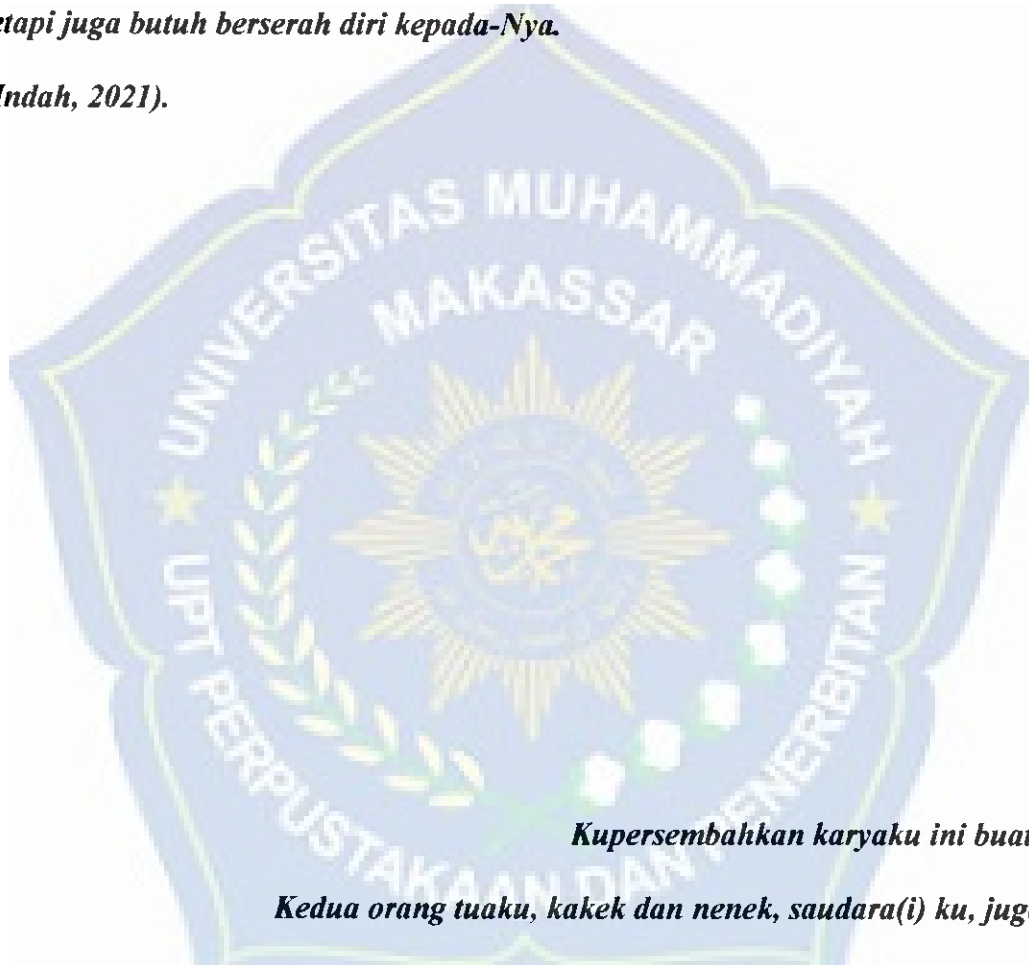 etapi juga butuh berserah diri kepada-Nya.
Indah, 2021).
UNIVERSITAS MUHAMMADIYAH
MAKASSAR
UPT PERPUSTAKAAN DAN PENERBITAN
Kupersembahkan karyaku ini buat
Kedua orang tuaku, kakek dan nenek, saudara(i) ku, juga